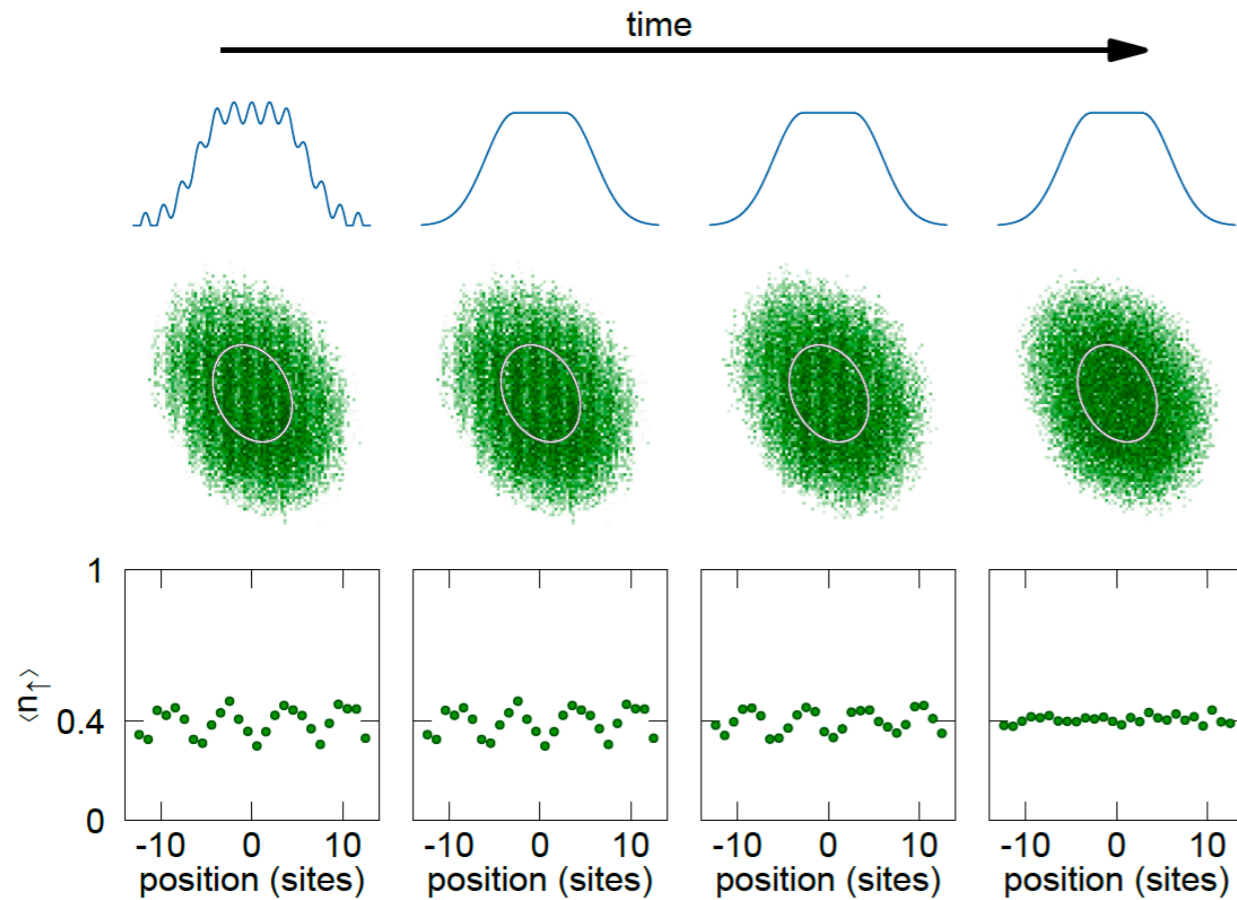 time
1
0.4
0
⟨n↑⟩
-10 0 10 -10 0 10 -10 0 10 -10 0 10
position (sites) position (sites) position (sites) position (sites)